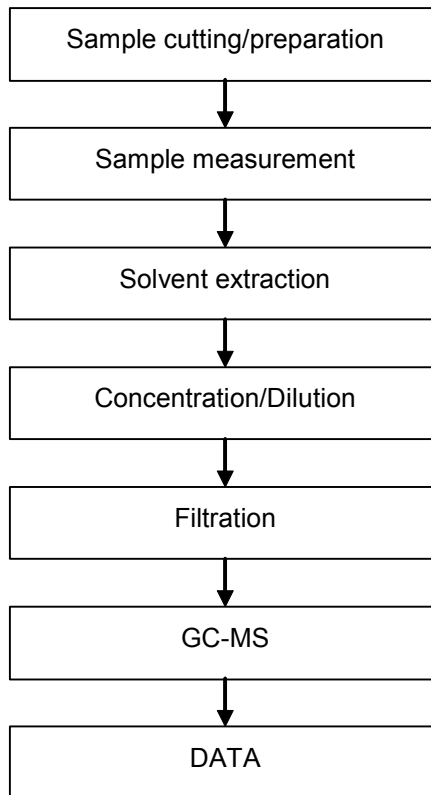 Sample cutting/preparation
Sample measurement
Solvent extraction
Concentration/Dilution
Filtration
GC-MS
DATA